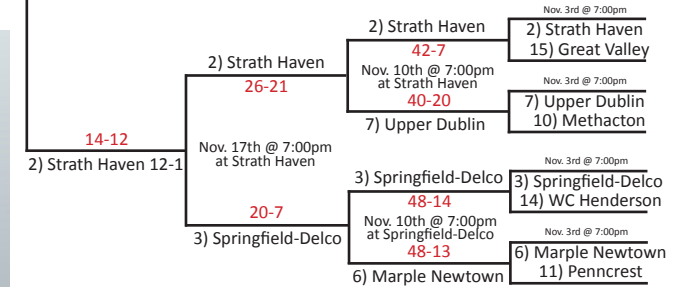 Nov. 3rd @ 7:00pm
2) Strath Haven
15) Great Valley
2) Strath Haven
42-7
Nov. 10th @ 7:00pm
at Strath Haven
40-20
7) Upper Dublin
Nov. 3rd @ 7:00pm
7) Upper Dublin
10) Methacton
2) Strath Haven
26-21
Nov. 17th @ 7:00pm
at Strath Haven
20-7
3) Springfield-Delco
14-12
2) Strath Haven 12-1
Nov. 3rd @ 7:00pm
3) Springfield-Delco
14) WC Henderson
3) Springfield-Delco
48-14
Nov. 10th @ 7:00pm
at Springfield-Delco
48-13
6) Marple Newtown
Nov. 3rd @ 7:00pm
6) Marple Newtown
11) Penncrest